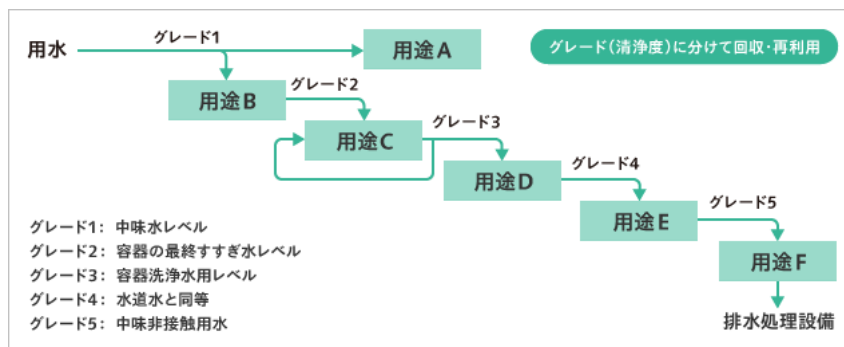 用水
グレード1
用途A
グレード(清浄度)に分けて回収・再利用
用途B
グレード2
用途C
グレード3
用途D
グレード4
用途E
グレード5
用途F
排水処理設備
グレード1: 中味水レベル
グレード2: 容器の最終すすぎ水レベル
グレード3: 容器洗浄水用レベル
グレード4: 水道水と同等
グレード5: 中味非接触用水